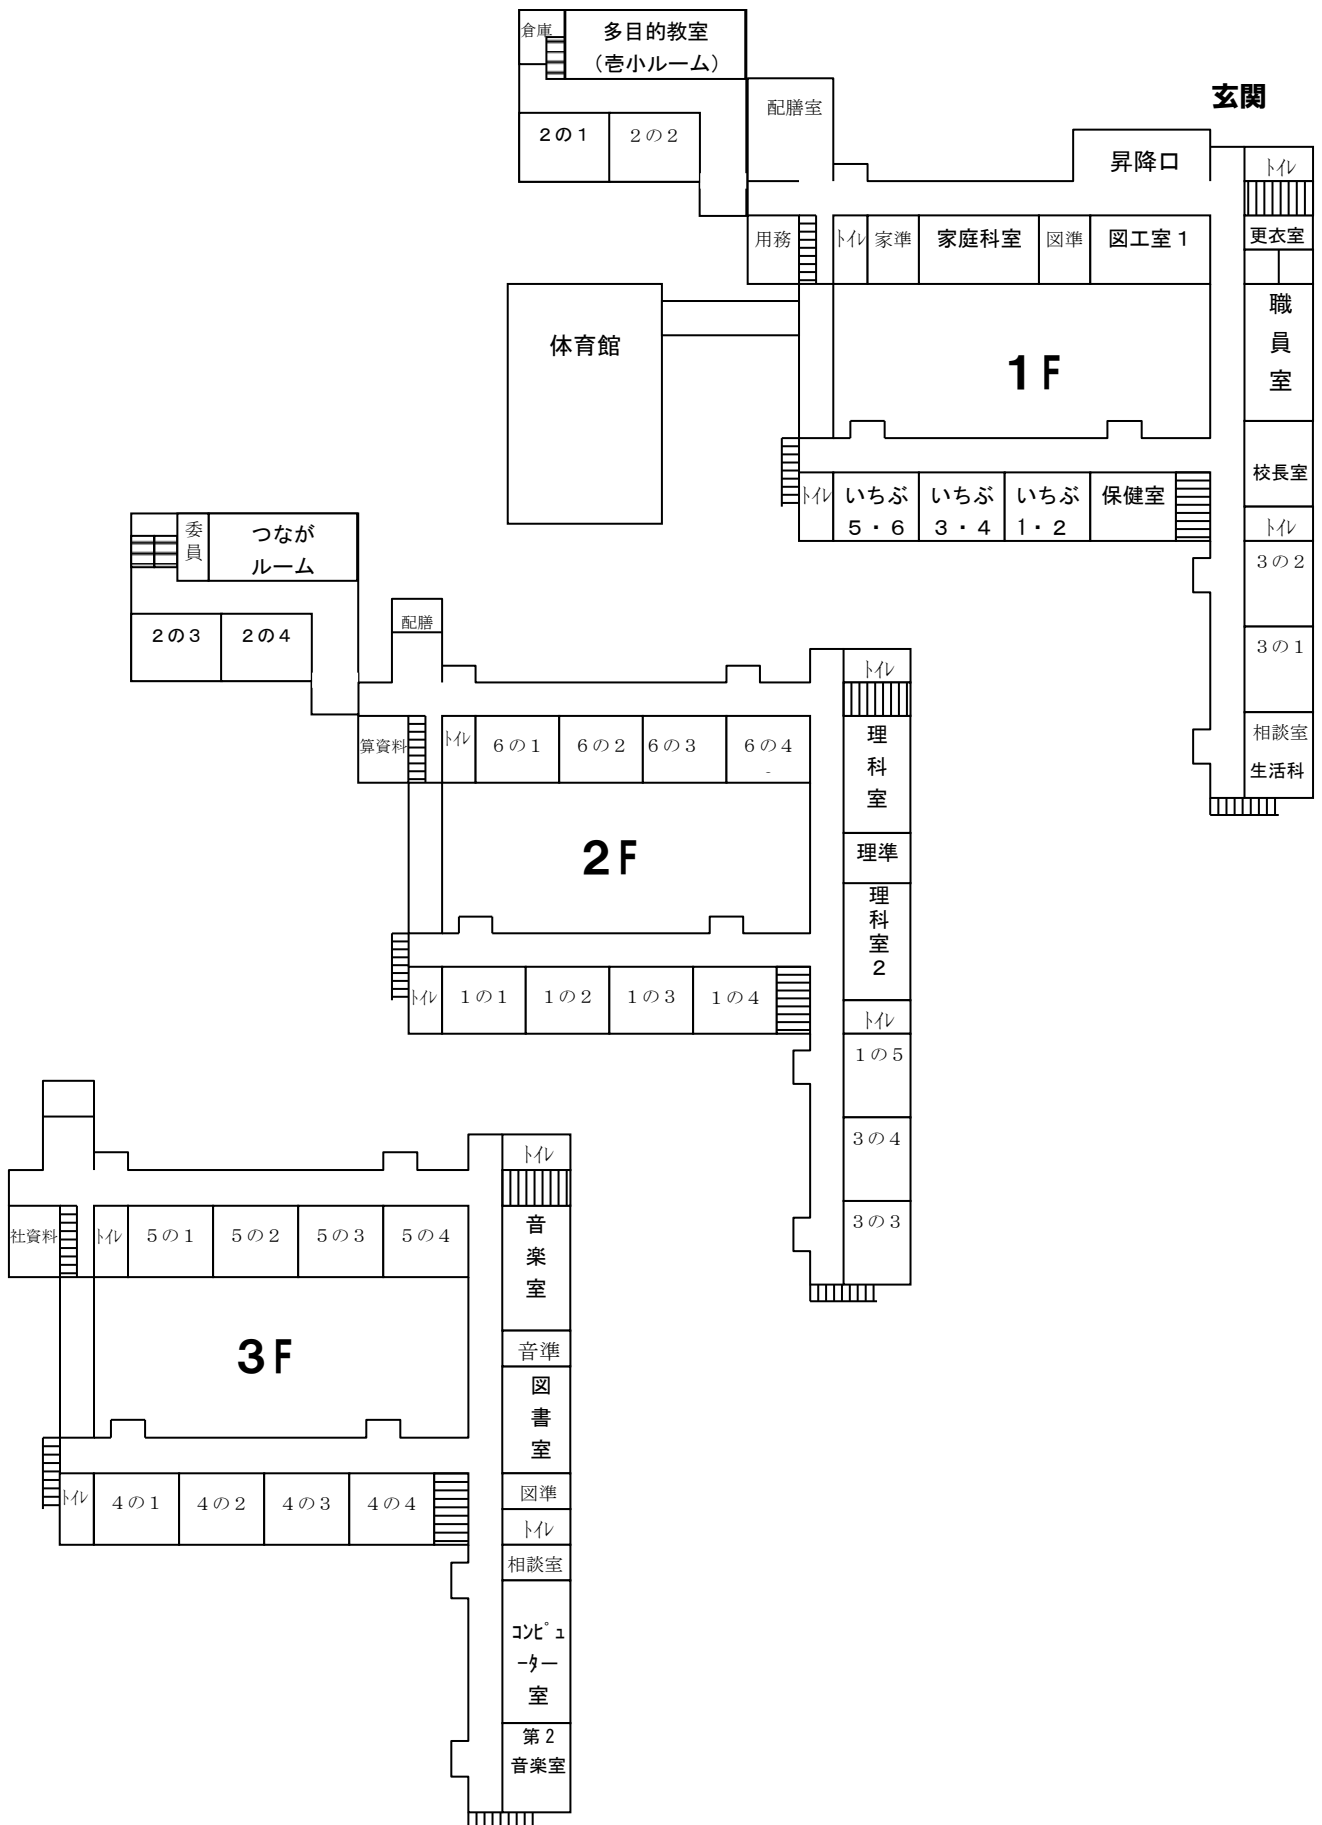 倉庫
多目的教室
（壱小ルーム）
配膳室
玄関
２の１
２の２
昇降口
トイレ
用務
トイレ
家準
家庭科室
図準
図工室１
更衣室
体育館
１Ｆ
職
員
室
校長室
トイレ
いちぶ
５・６
いちぶ
３・４
いちぶ
１・２
保健室
トイレ
３の２
３の１
相談室
生活科
委
員
つなが
ルーム
２の３
２の４
配膳
トイレ
算資料
トイレ
６の１
６の２
６の３
６の４
理
科
室
２Ｆ
理準
理
科
室
２
トイレ
１の１
１の２
１の３
１の４
トイレ
１の５
３の４
３の３
トイレ
社資料
トイレ
５の１
５の２
５の３
５の４
音
楽
室
３Ｆ
音準
図
書
室
トイレ
４の１
４の２
４の３
４の４
図準
トイレ
相談室
コンピュ
ーター
室
第２
音楽室